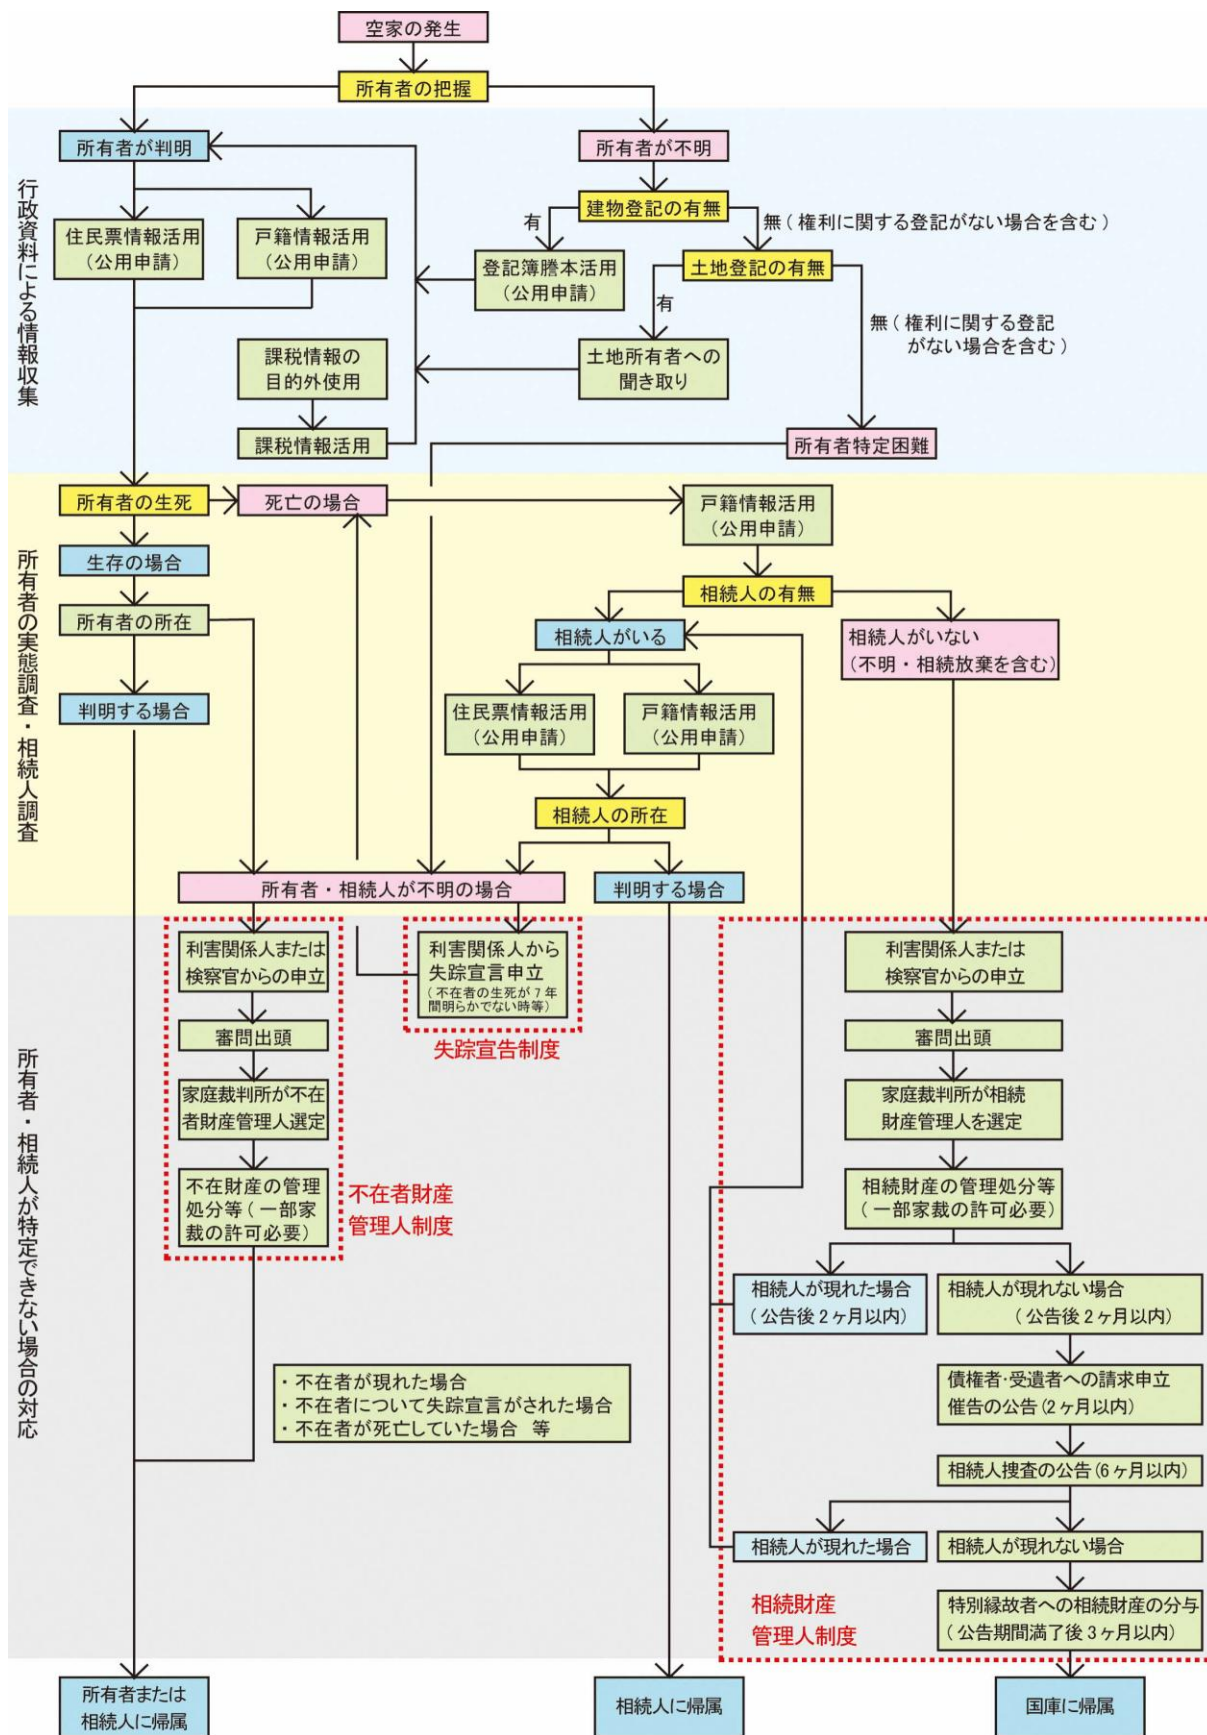 空家の発生
所有者の把握
行政資料による情報収集
所有者が判明
所有者が不明
建物登記の有無
有
無（権利に関する登記がない場合を含む）
住民票情報活用
（公用申請）
戸籍情報活用
（公用申請）
登記簿謄本活用
（公用申請）
土地登記の有無
有
無（権利に関する登記
がない場合を含む）
課税情報の
目的外使用
土地所有者への
聞き取り
課税情報活用
所有者特定困難
所有者の実態調査・相続人調査
所有者の生死
死亡の場合
戸籍情報活用
（公用申請）
生存の場合
相続人の有無
所有者の所在
相続人がいる
相続人がいない
（不明・相続放棄を含む）
判明する場合
住民票情報活用
（公用申請）
戸籍情報活用
（公用申請）
相続人の所在
所有者・相続人が不明の場合
判明する場合
所有者・相続人が特定できない場合の対応
利害関係人または
検察官からの申立
審問出頭
家庭裁判所が不在
者財産管理人選定
不在財産の管理
処分等（一部家
裁の許可必要）
不在者財産
管理人制度
利害関係人から
失踪宣言申立
（不在者の生死が７年
間明らかでない時等）
失踪宣告制度
利害関係人または
検察官からの申立
審問出頭
家庭裁判所が相続
財産管理人を選定
相続財産の管理処分等
（一部家裁の許可必要）
相続人が現れた場合
（公告後２ヶ月以内）
相続人が現れない場合
（公告後２ヶ月以内）
・不在者が現れた場合
・不在者について失踪宣言がされた場合
・不在者が死亡していた場合　等
債権者・受遺者への請求申立
催告の公告（２ヶ月以内）
相続人捜査の公告（６ヶ月以内）
相続人が現れた場合
相続人が現れない場合
相続財産
管理人制度
特別縁故者への相続財産の分与
（公告期間満了後３ヶ月以内）
所有者または
相続人に帰属
相続人に帰属
国庫に帰属